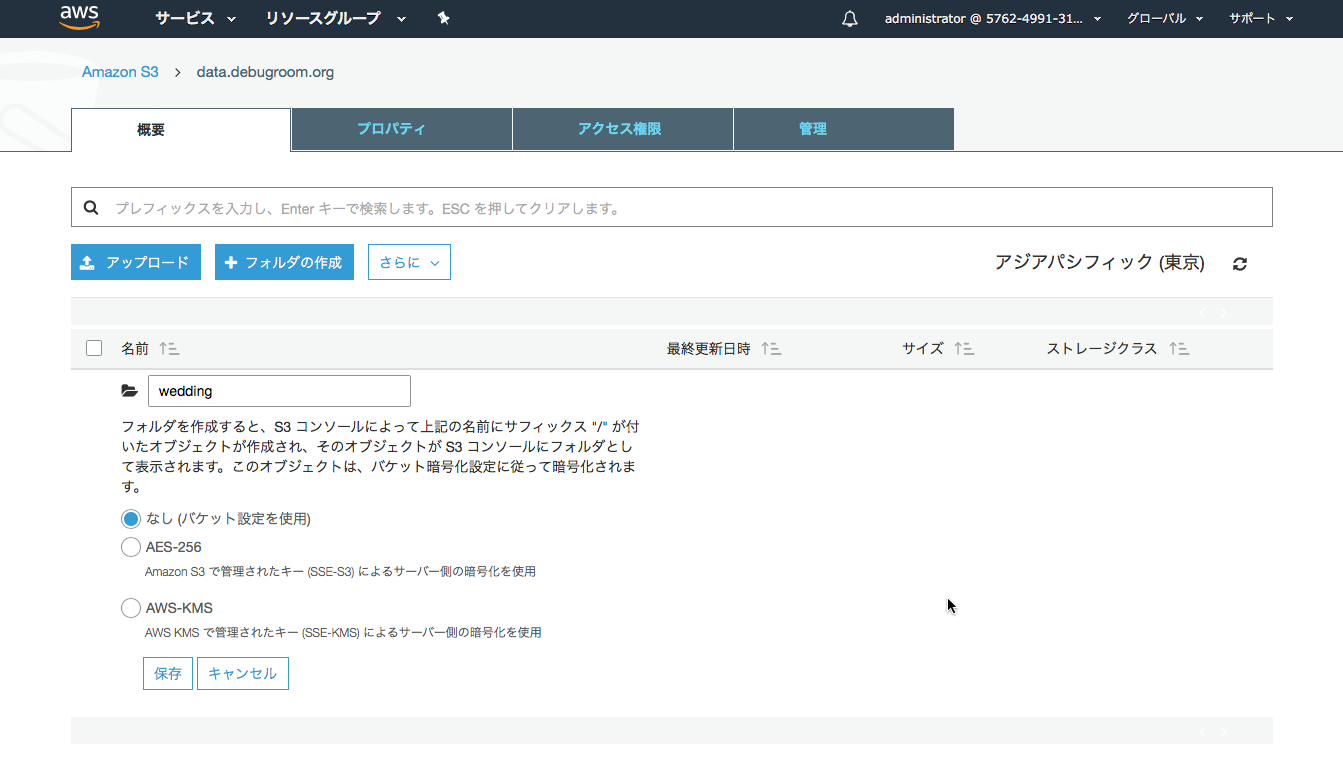 aws サービス リソースグループ administrator @ 5762-4991-31... グローバル サポート
Amazon S3 > data.debugroom.org
概要 プロパティ アクセス権限 管理
プレフィックスを入力し、Enter キーで検索します。ESC を押してクリアします。
アップロード + フォルダの作成 さらに アジアパシフィック (東京)
名前 最終更新日時 サイズ ストレージクラス
wedding
フォルダを作成すると、S3 コンソールによって上記の名前にサフィックス "/" が付
いたオブジェクトが作成され、そのオブジェクトが S3 コンソールにフォルダとし
て表示されます。このオブジェクトは、バケット暗号化設定に従って暗号化されま
す。
なし (バケット設定を使用)
AES-256
Amazon S3 で管理されたキー (SSE-S3) によるサーバー側の暗号化を使用
AWS-KMS
AWS KMS で管理されたキー (SSE-KMS) によるサーバー側の暗号化を使用
保存 キャンセル